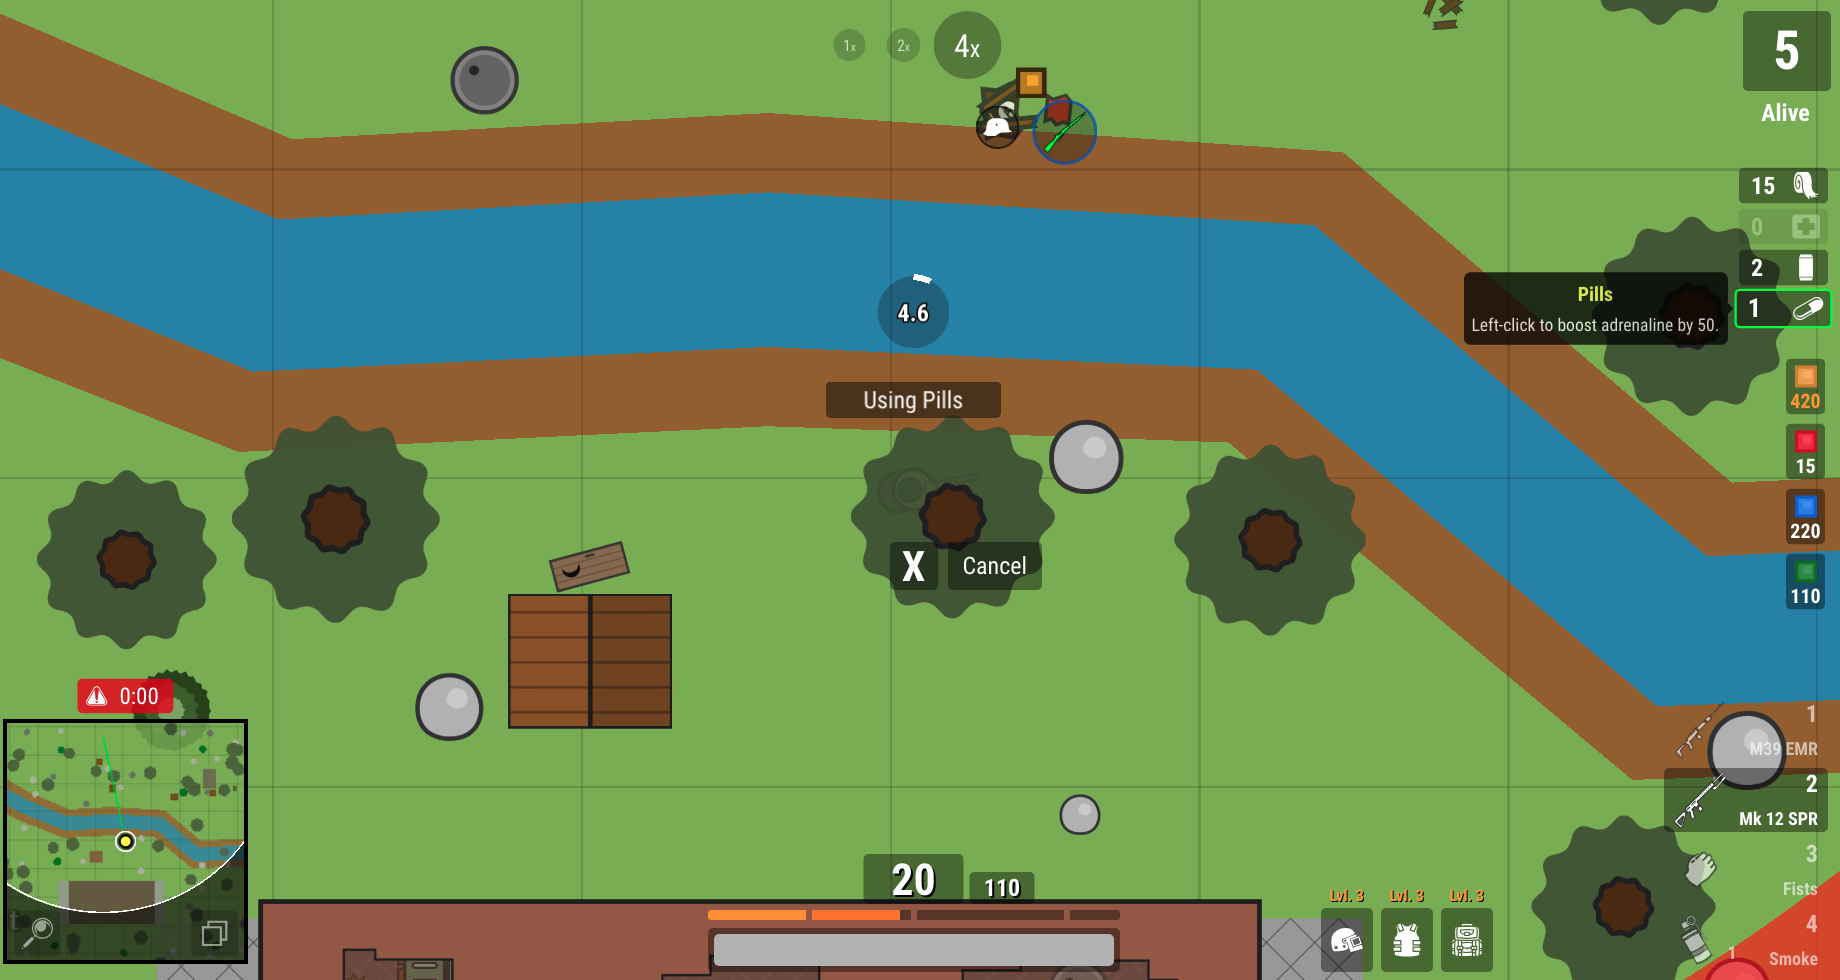 1x
2x
4x
5
Alive
15
0
2
Pills
Left-click to boost adrenaline by 50.
1
4.6
Using Pills
420
15
220
110
X
Cancel
0:00
1
M39 EMR
2
Mk 12 SPR
3
Fists
4
1
Smoke
20
110
Lvl. 3
Lvl. 3
Lvl. 3